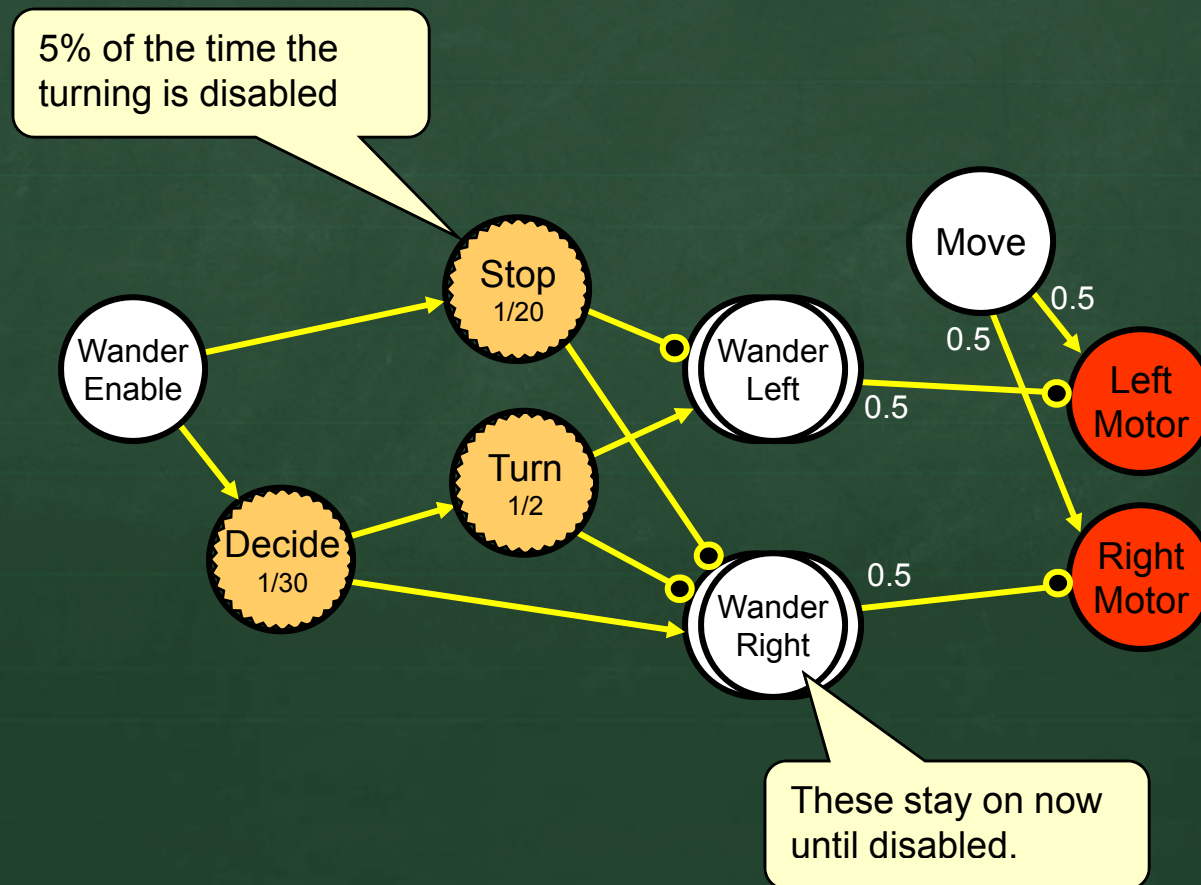 5% of the time the
turning is disabled
Stop
1/20
Move
0.5
0.5
Wander
Enable
Wander
Left
0.5
Left
Motor
Turn
1/2
Decide
1/30
Wander
Right
0.5
Right
Motor
These stay on now
until disabled.